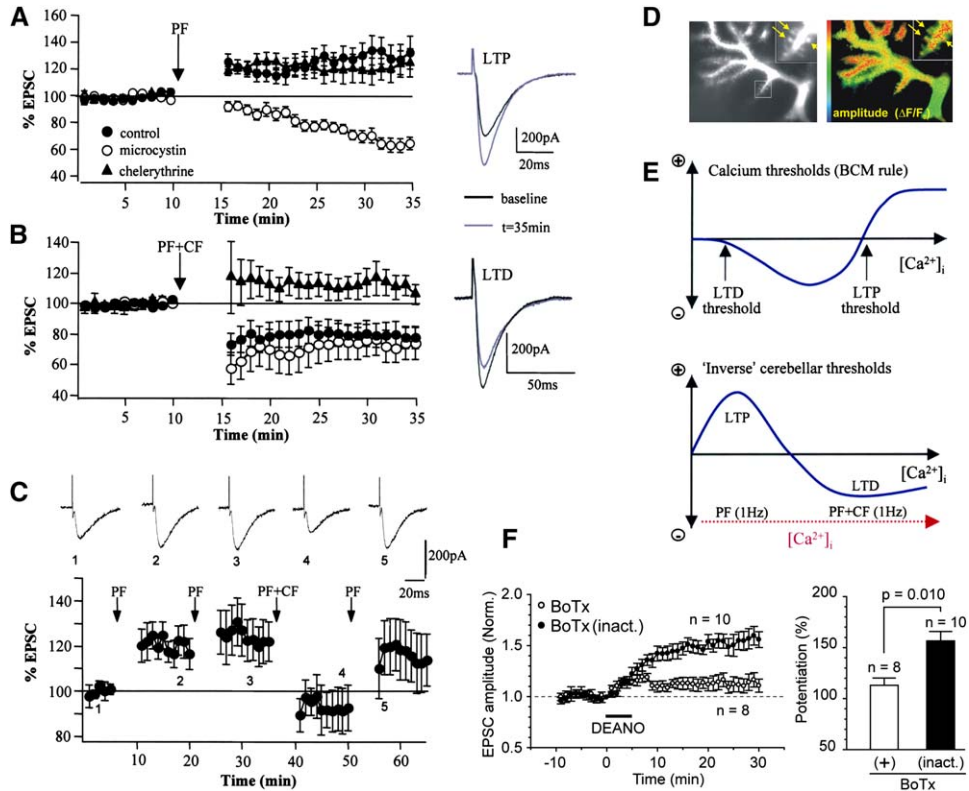 A
160
140
120
100
80
60
40
% EPSC
PF
control
microcystin
chelerythrine
5 10 15 20 25 30 35
Time (min)
LTP
200pA
20ms
baseline
t=35min
B
140
120
100
80
60
40
% EPSC
PF+CF
5 10 15 20 25 30 35
Time (min)
LTD
200pA
50ms
C
1 2 3 4 5
200pA
20ms
PF PF PF+CF PF
140
120
100
80
% EPSC
1 2 3 4 5
0 10 20 30 40 50 60
Time (min)
D
amplitude (ΔF/F₀)
E
Calcium thresholds (BCM rule)
+
[Ca²⁺]i
LTD
threshold
LTP
threshold
-
'Inverse' cerebellar thresholds
+
LTP
[Ca²⁺]i
LTD
PF (1Hz) PF+CF (1Hz)
-
[Ca²⁺]i
F
2.0
1.5
1.0
0.5
EPSC amplitude (Norm.)
BoTx
BoTx (inact.)
n = 10
n = 8
DEANO
-10 0 10 20 30
Time (min)
p = 0.010
200
150
100
50
Potentiation (%)
n = 8
n = 10
(+) (inact.)
BoTx